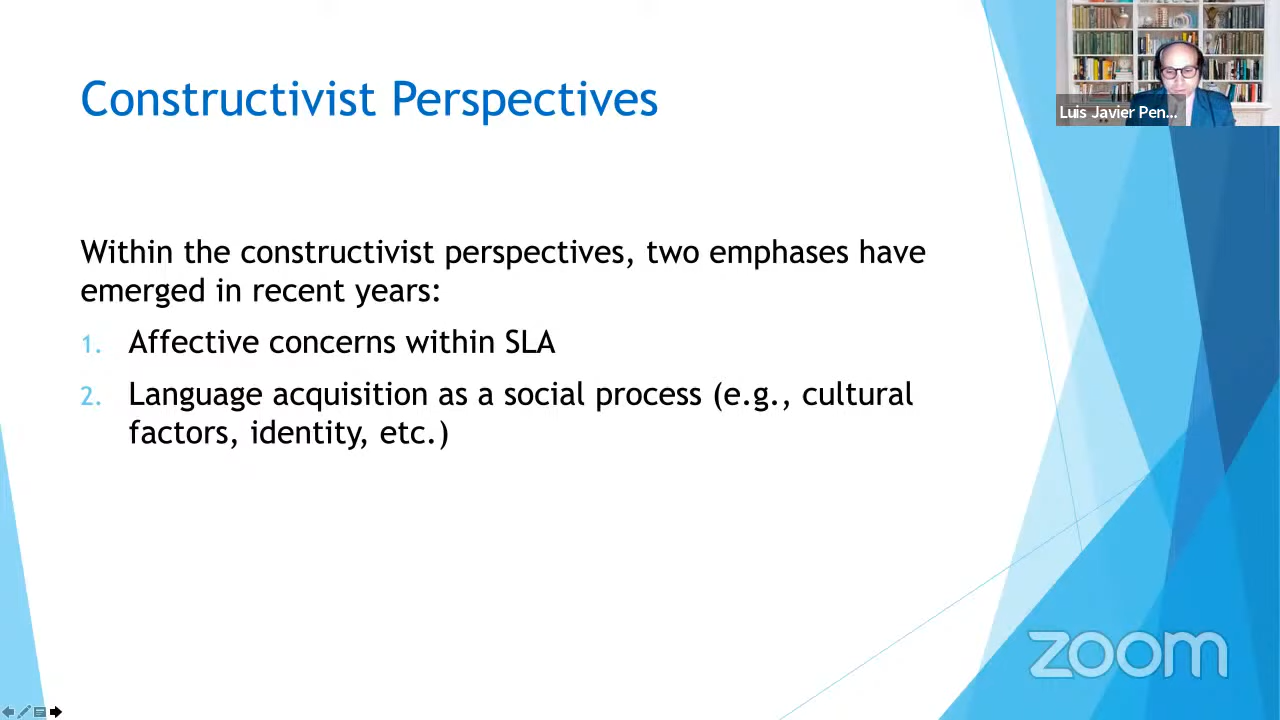 Constructivist Perspectives
Luis Javier Pen...
Within the constructivist perspectives, two emphases have
emerged in recent years:
1. Affective concerns within SLA
2. Language acquisition as a social process (e.g., cultural
factors, identity, etc.)
zoom